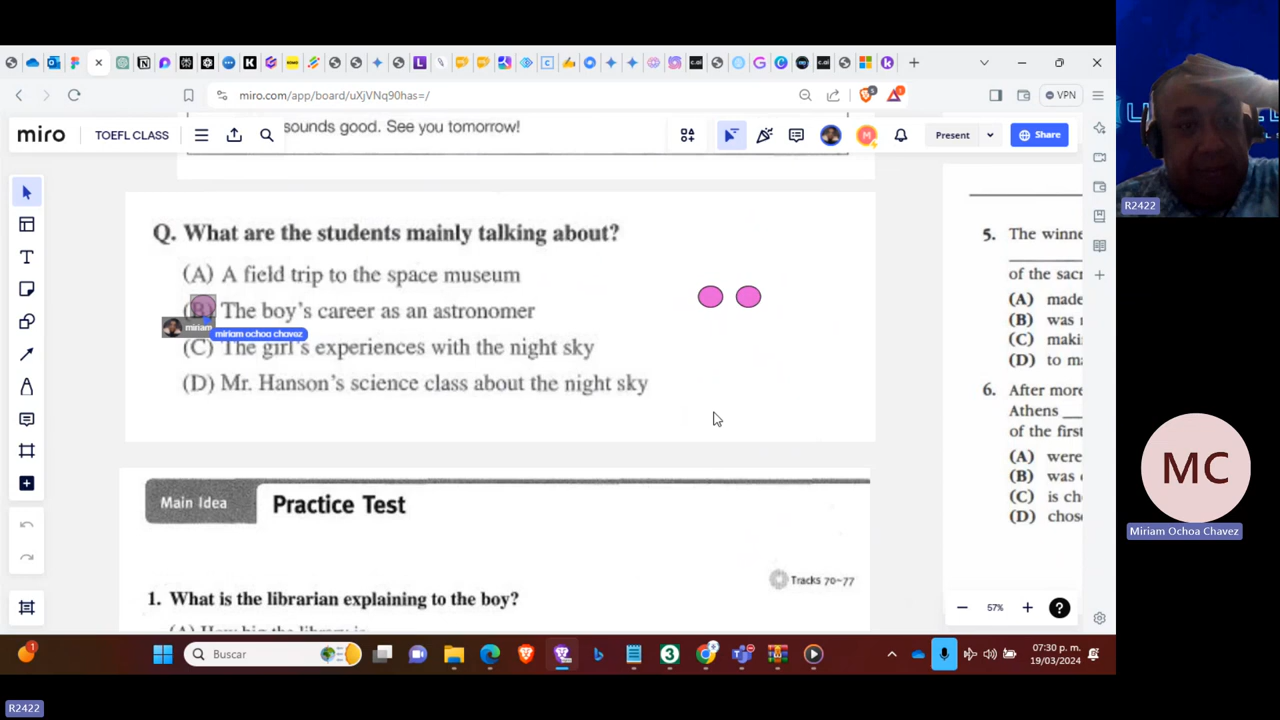 miro.com/app/board/uXjVNq90has=/
VPN
miro
TOEFL CLASS
Present
Share
sounds good. See you tomorrow!
Q. What are the students mainly talking about?
(A) A field trip to the space museum
(B) The boy's career as an astronomer
miriam
miriam ochoa chavez
(C) The girl's experiences with the night sky
(D) Mr. Hanson's science class about the night sky
Main Idea
Practice Test
Tracks 70~77
1. What is the librarian explaining to the boy?
5. The winne
of the sacr
(A) made
(B) was
(C) maki
(D) to m
6. After more
Athens
of the first
(A) were
(B) was
(C) is ch
(D) chose
57%
Buscar
07:30 p. m.
19/03/2024
R2422
MC
Miriam Ochoa Chavez
R2422